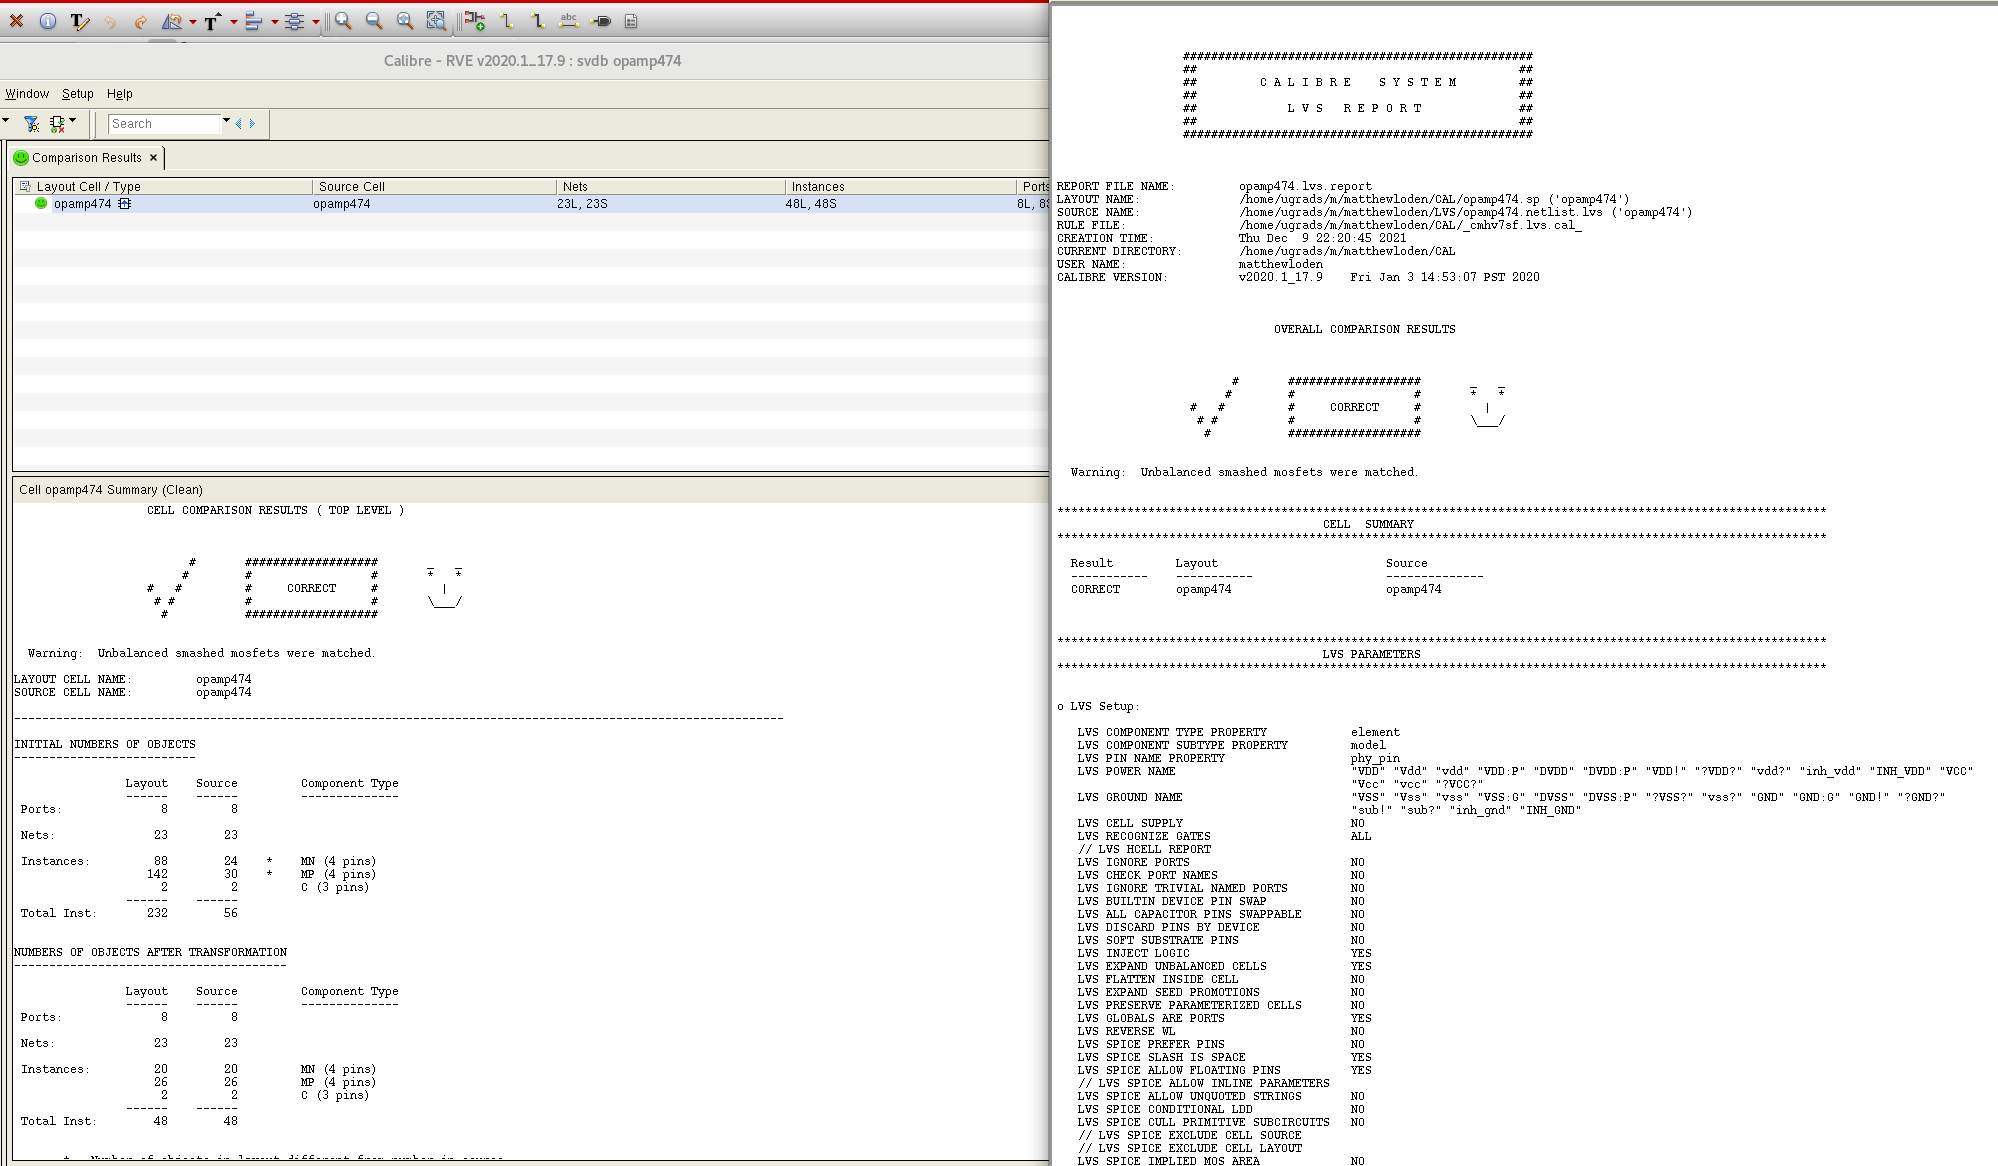 Calibre - RVE v2020.1_17.9 : svdb opamp474
Window Setup Help
Search
Comparison Results ×
Layout Cell / Type Source Cell Nets Instances Ports
opamp474 opamp474 23L, 23S 48L, 48S 8L, 8S
Cell opamp474 Summary (Clean)
CELL COMPARISON RESULTS ( TOP LEVEL )
# ################### _ _
# # # * *
# # # CORRECT # |
# # # # \___/
# ###################
Warning: Unbalanced smashed mosfets were matched.
LAYOUT CELL NAME: opamp474
SOURCE CELL NAME: opamp474
--------------------------------------------------------------------------------------------------------------
INITIAL NUMBERS OF OBJECTS
--------------------------
Layout Source Component Type
------ ------ --------------
Ports: 8 8
Nets: 23 23
Instances: 88 24 * MN (4 pins)
142 30 * MP (4 pins)
2 2 C (3 pins)
------ ------
Total Inst: 232 56
NUMBERS OF OBJECTS AFTER TRANSFORMATION
---------------------------------------
Layout Source Component Type
------ ------ --------------
Ports: 8 8
Nets: 23 23
Instances: 20 20 MN (4 pins)
26 26 MP (4 pins)
2 2 C (3 pins)
------ ------
Total Inst: 48 48
* Number of objects in layout different from number in source
##################################################
## ##
## C A L I B R E S Y S T E M ##
## ##
## L V S R E P O R T ##
## ##
##################################################
REPORT FILE NAME: opamp474.lvs.report
LAYOUT NAME: /home/ugrads/m/matthewloden/CAL/opamp474.sp ('opamp474')
SOURCE NAME: /home/ugrads/m/matthewloden/LVS/opamp474.netlist.lvs ('opamp474')
RULE FILE: /home/ugrads/m/matthewloden/CAL/_cmhv7sf.lvs.cal_
CREATION TIME: Thu Dec 9 22:20:45 2021
CURRENT DIRECTORY: /home/ugrads/m/matthewloden/CAL
USER NAME: matthewloden
CALIBRE VERSION: v2020.1_17.9 Fri Jan 3 14:53:07 PST 2020
OVERALL COMPARISON RESULTS
# ################### _ _
# # # * *
# # # CORRECT # |
# # # # \___/
# ###################
Warning: Unbalanced smashed mosfets were matched.
**************************************************************************************************************
CELL SUMMARY
**************************************************************************************************************
Result Layout Source
----------- ----------- --------------
CORRECT opamp474 opamp474
**************************************************************************************************************
LVS PARAMETERS
**************************************************************************************************************
o LVS Setup:
LVS COMPONENT TYPE PROPERTY element
LVS COMPONENT SUBTYPE PROPERTY model
LVS PIN NAME PROPERTY phy_pin
LVS POWER NAME "VDD" "Vdd" "vdd" "VDD:P" "DVDD" "DVDD:P" "VDD!" "?VDD?" "vdd?" "inh_vdd" "INH_VDD" "VCC"
"Vcc" "vcc" "?VCC?"
LVS GROUND NAME "VSS" "Vss" "vss" "VSS:G" "DVSS" "DVSS:P" "?VSS?" "vss?" "GND" "GND:G" "GND!" "?GND?"
"sub!" "sub?" "inh_gnd" "INH_GND"
LVS CELL SUPPLY NO
LVS RECOGNIZE GATES ALL
// LVS HCELL REPORT
LVS IGNORE PORTS NO
LVS CHECK PORT NAMES NO
LVS IGNORE TRIVIAL NAMED PORTS NO
LVS BUILTIN DEVICE PIN SWAP NO
LVS ALL CAPACITOR PINS SWAPPABLE NO
LVS DISCARD PINS BY DEVICE NO
LVS SOFT SUBSTRATE PINS NO
LVS INJECT LOGIC YES
LVS EXPAND UNBALANCED CELLS YES
LVS FLATTEN INSIDE CELL NO
LVS EXPAND SEED PROMOTIONS NO
LVS PRESERVE PARAMETERIZED CELLS NO
LVS GLOBALS ARE PORTS YES
LVS REVERSE WL NO
LVS SPICE PREFER PINS NO
LVS SPICE SLASH IS SPACE YES
LVS SPICE ALLOW FLOATING PINS YES
// LVS SPICE ALLOW INLINE PARAMETERS
LVS SPICE ALLOW UNQUOTED STRINGS NO
LVS SPICE CONDITIONAL LDD NO
LVS SPICE CULL PRIMITIVE SUBCIRCUITS NO
// LVS SPICE EXCLUDE CELL SOURCE
// LVS SPICE EXCLUDE CELL LAYOUT
LVS SPICE IMPLIED MOS AREA NO